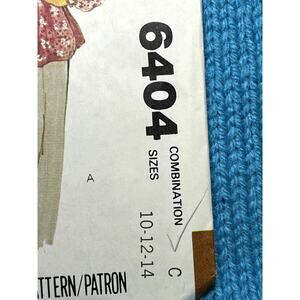 6404
COMBINATION C
SIZES 10-12-14
A
TTERN/PATRON